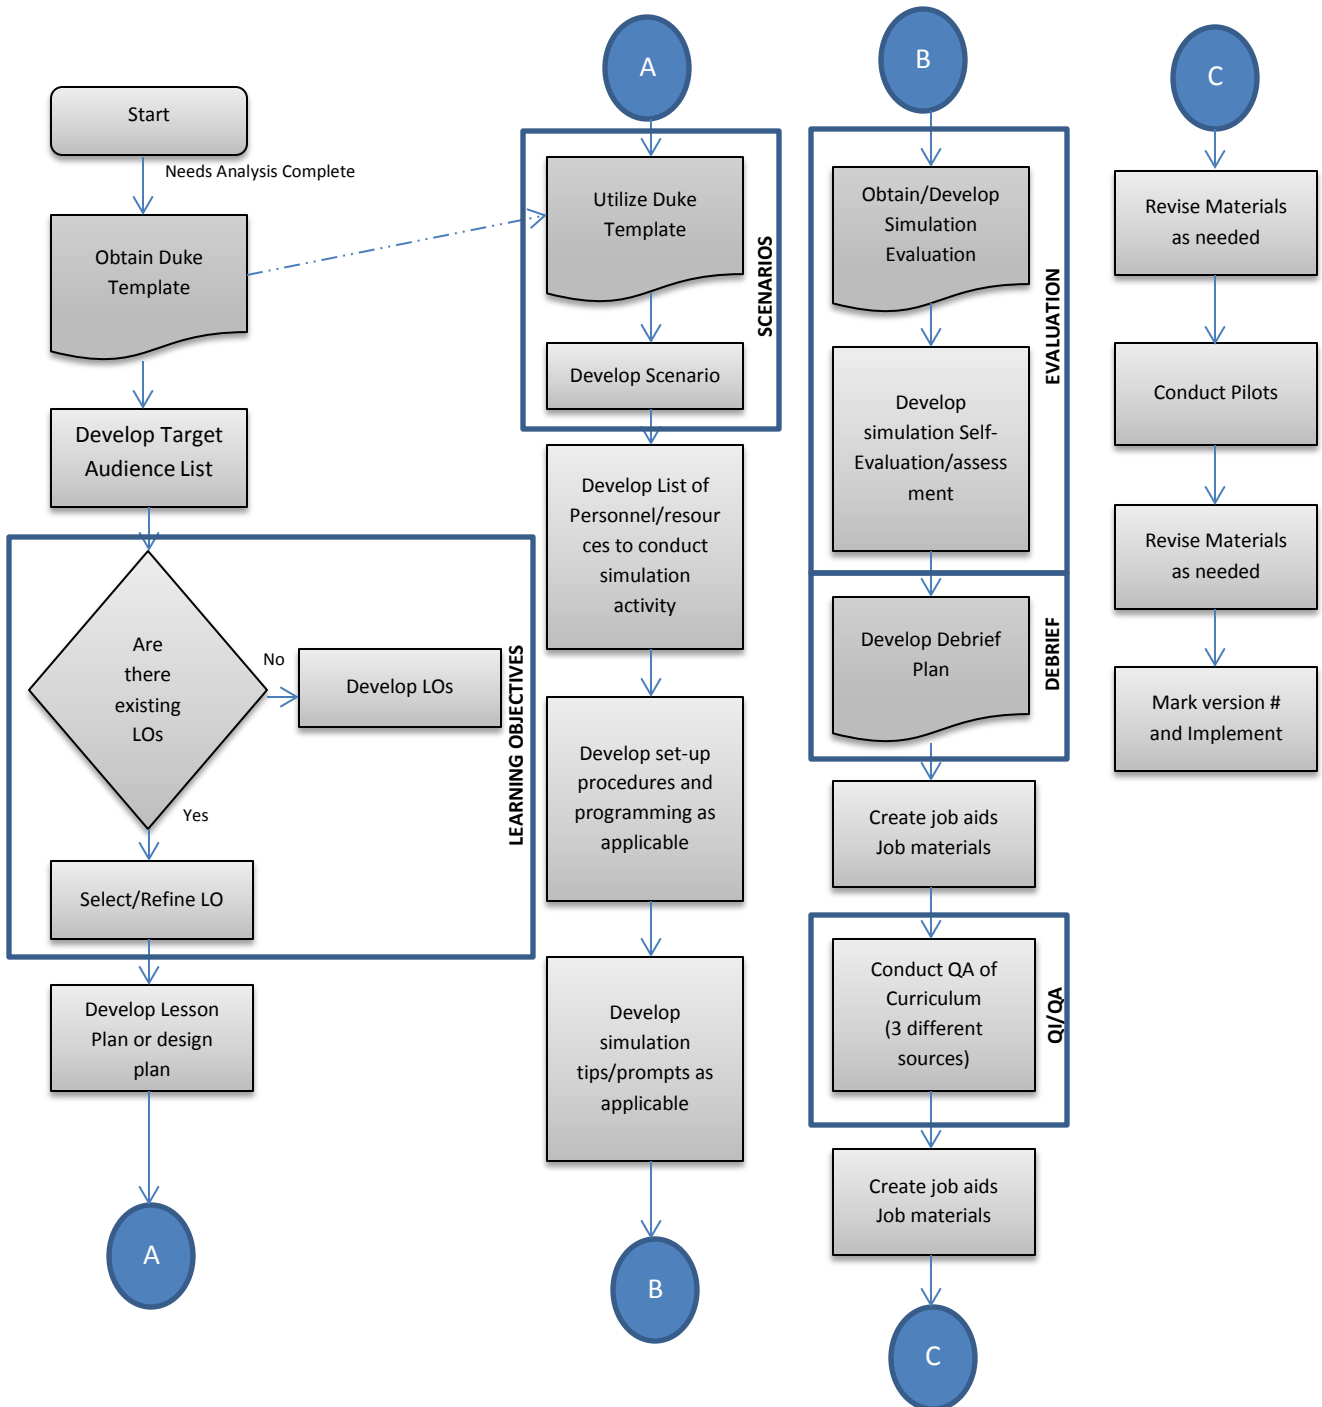 Start
Needs Analysis Complete
Obtain Duke
Template
Develop Target
Audience List
Are
there
existing
LOs
No
Develop LOs
Yes
Select/Refine LO
LEARNING OBJECTIVES
Develop Lesson
Plan or design
plan
A
A
Utilize Duke
Template
Develop Scenario
SCENARIOS
Develop List of
Personnel/resour
ces to conduct
simulation
activity
Develop set-up
procedures and
programming as
applicable
Develop
simulation
tips/prompts as
applicable
B
B
Obtain/Develop
Simulation
Evaluation
Develop
simulation Self-
Evaluation/assess
ment
EVALUATION
Develop Debrief
Plan
DEBRIEF
Create job aids
Job materials
Conduct QA of
Curriculum
(3 different
sources)
QI/QA
Create job aids
Job materials
C
C
Revise Materials
as needed
Conduct Pilots
Revise Materials
as needed
Mark version #
and Implement